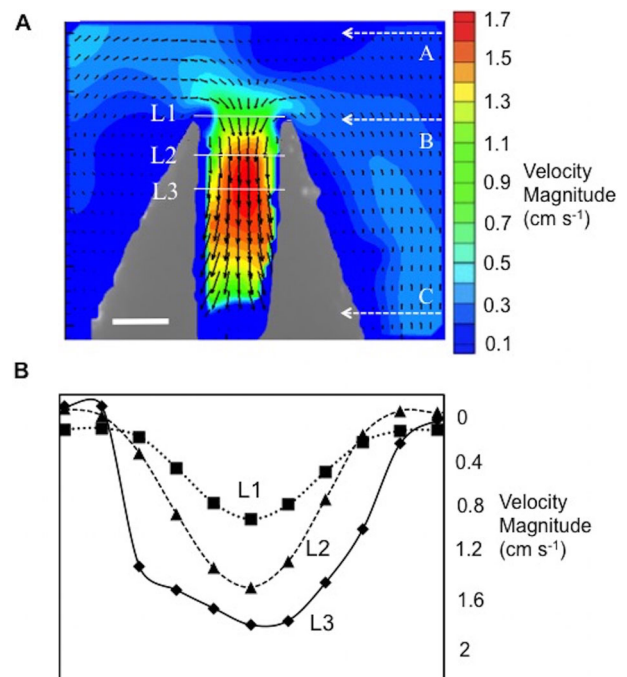 A
A
B
C
L1
L2
L3
1.7
1.5
1.3
1.1
0.9
0.7
0.5
0.3
0.1
Velocity
Magnitude
(cm s-1)
B
L1
L2
L3
0
0.4
0.8
1.2
1.6
2
Velocity
Magnitude
(cm s-1)